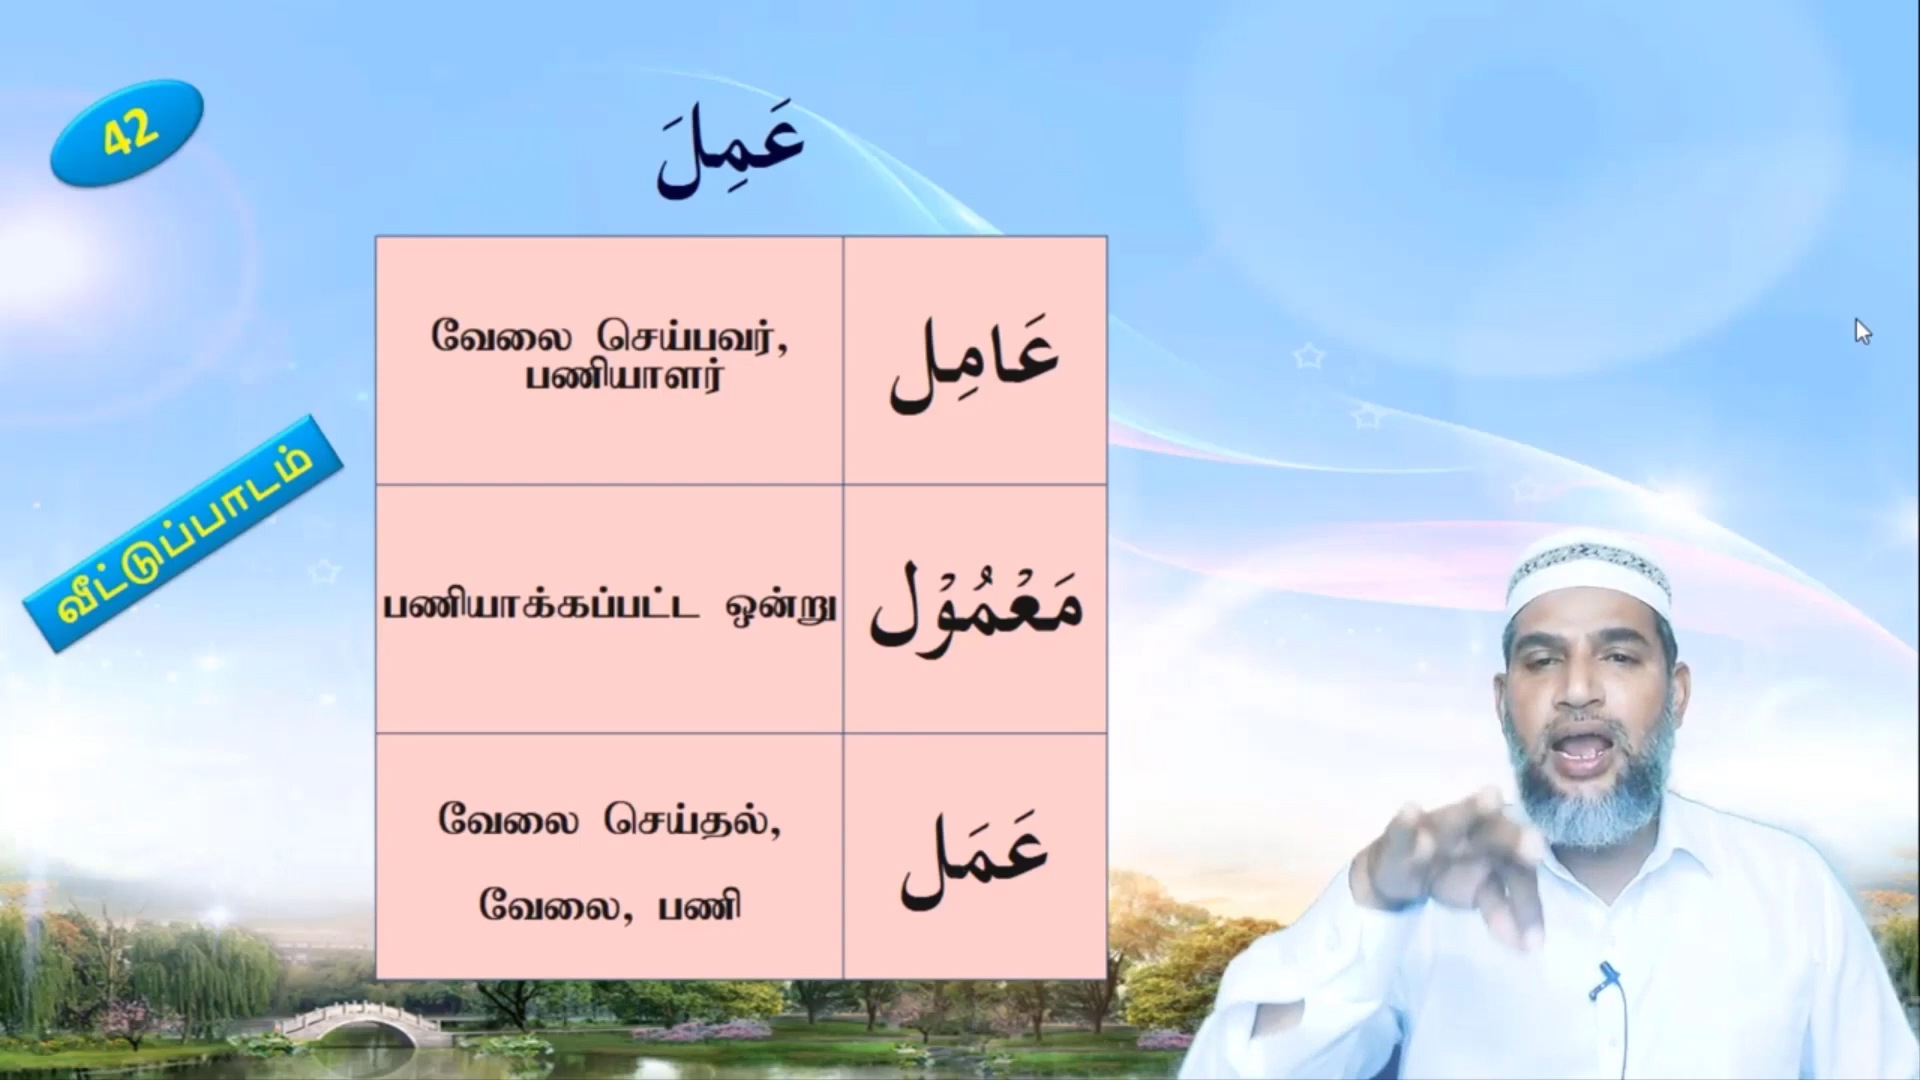 42
عَمِلَ
வேலை செய்பவர்,
பணியாளர்
عَامِل
வீட்டுப்பாடம்
பணியாக்கப்பட்ட ஒன்று
مَعْمُوْل
வேலை செய்தல்,
வேலை, பணி
عَمَل